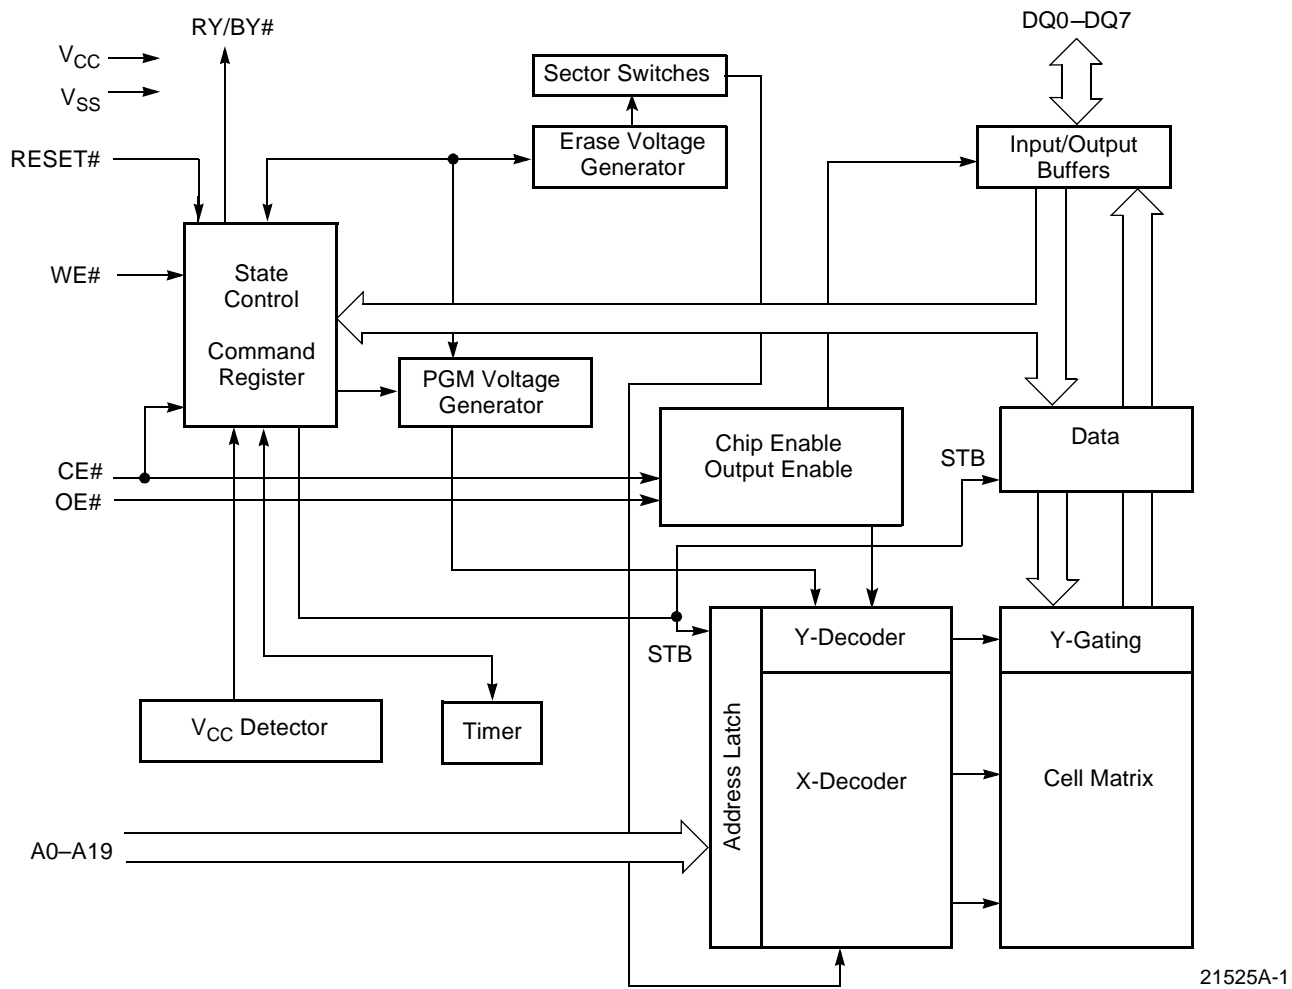 RY/BY#
DQ0–DQ7
VCC
VSS
Sector Switches
RESET#
Erase Voltage
Generator
Input/Output
Buffers
WE#
State
Control
Command
Register
PGM Voltage
Generator
CE#
OE#
Chip Enable
Output Enable
STB
Data
STB
Y-Decoder
Y-Gating
VCC Detector
Timer
Address Latch
X-Decoder
Cell Matrix
A0–A19
21525A-1